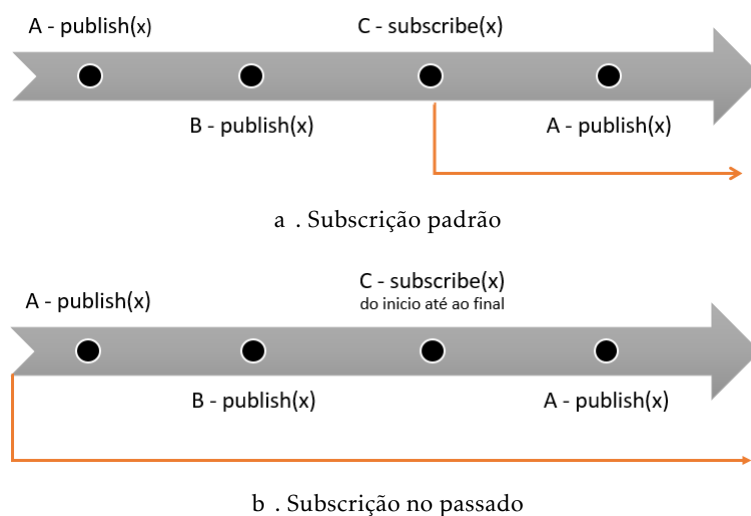 A - publish(x)
C - subscribe(x)
B - publish(x)
A - publish(x)
a . Subscrição padrão
C - subscribe(x)
do inicio até ao final
A - publish(x)
B - publish(x)
A - publish(x)
b . Subscrição no passado